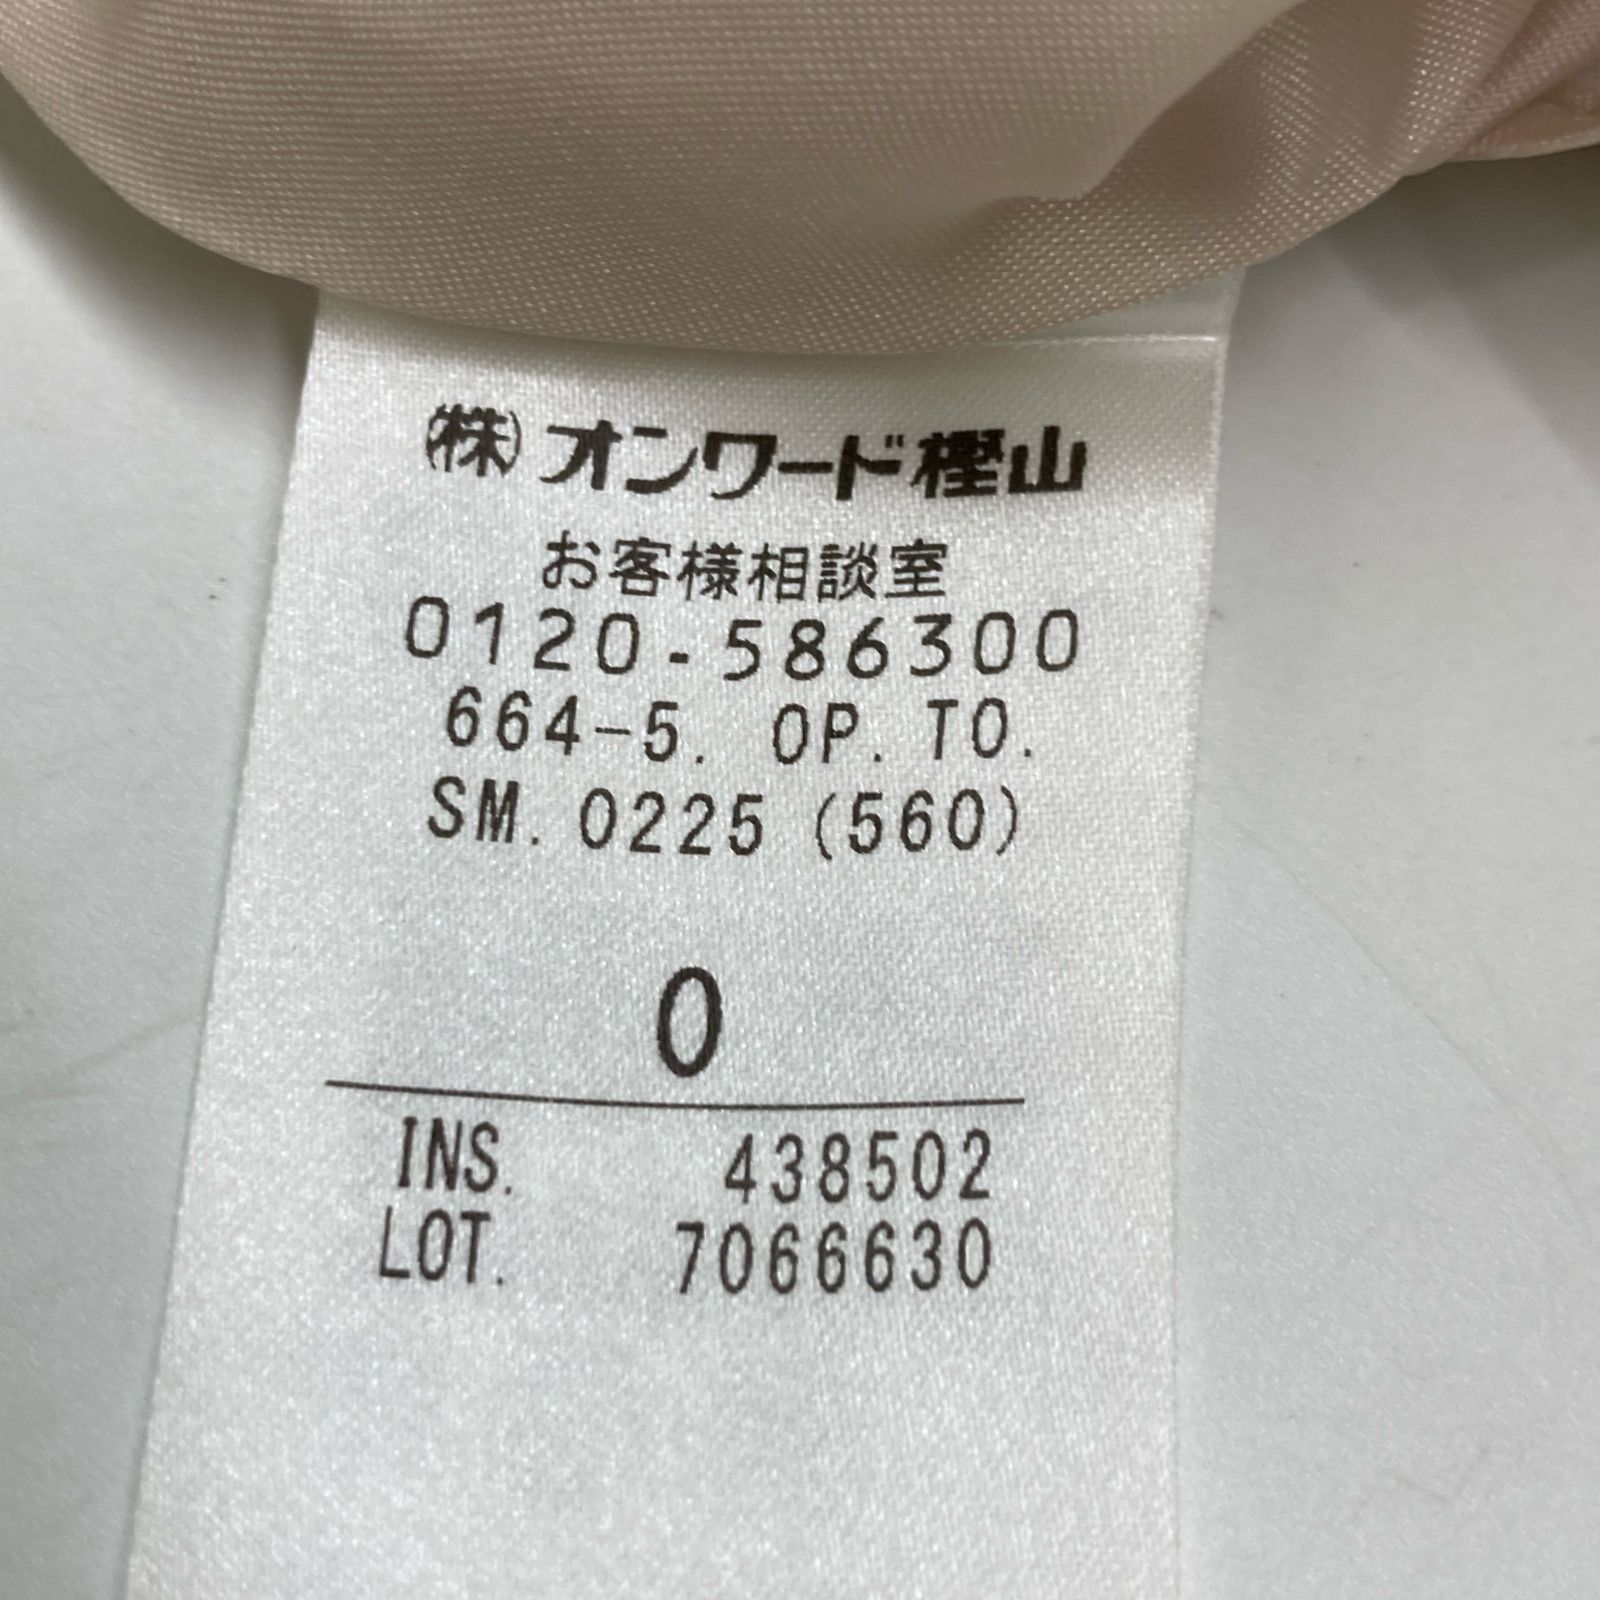 ㈱オンワード樫山
お客様相談室
0120-586300
664-5. OP. TO.
SM. 0225 (560)
0
INS. 438502
LOT. 7066630